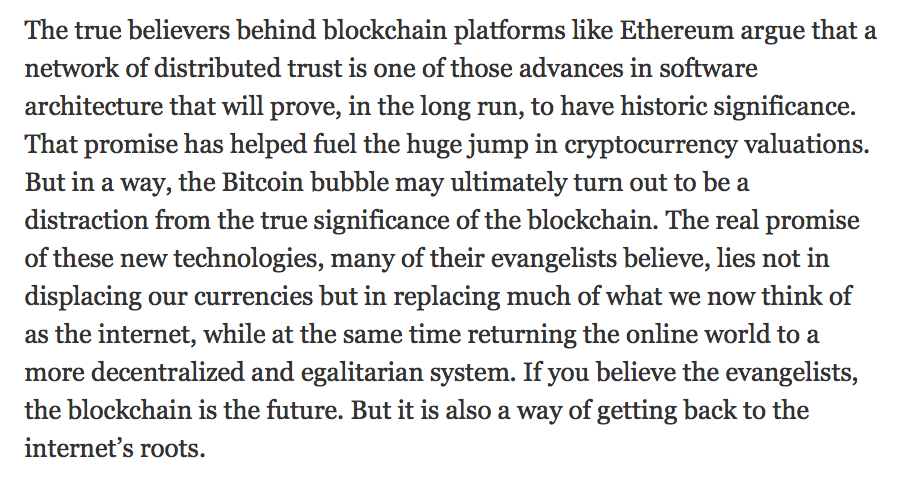 The true believers behind blockchain platforms like Ethereum argue that a
network of distributed trust is one of those advances in software
architecture that will prove, in the long run, to have historic significance.
That promise has helped fuel the huge jump in cryptocurrency valuations.
But in a way, the Bitcoin bubble may ultimately turn out to be a
distraction from the true significance of the blockchain. The real promise
of these new technologies, many of their evangelists believe, lies not in
displacing our currencies but in replacing much of what we now think of
as the internet, while at the same time returning the online world to a
more decentralized and egalitarian system. If you believe the evangelists,
the blockchain is the future. But it is also a way of getting back to the
internet’s roots.